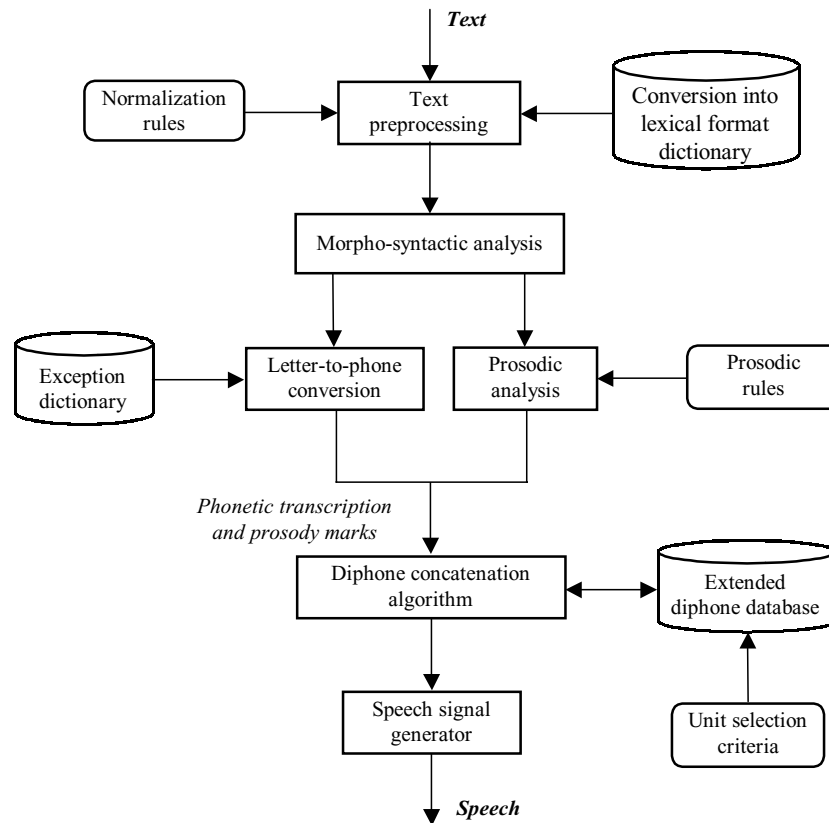 Text
Normalization
rules
Text
preprocessing
Conversion into
lexical format
dictionary
Morpho-syntactic analysis
Exception
dictionary
Letter-to-phone
conversion
Prosodic
analysis
Prosodic
rules
Phonetic transcription
and prosody marks
Diphone concatenation
algorithm
Extended
diphone database
Speech signal
generator
Unit selection
criteria
Speech